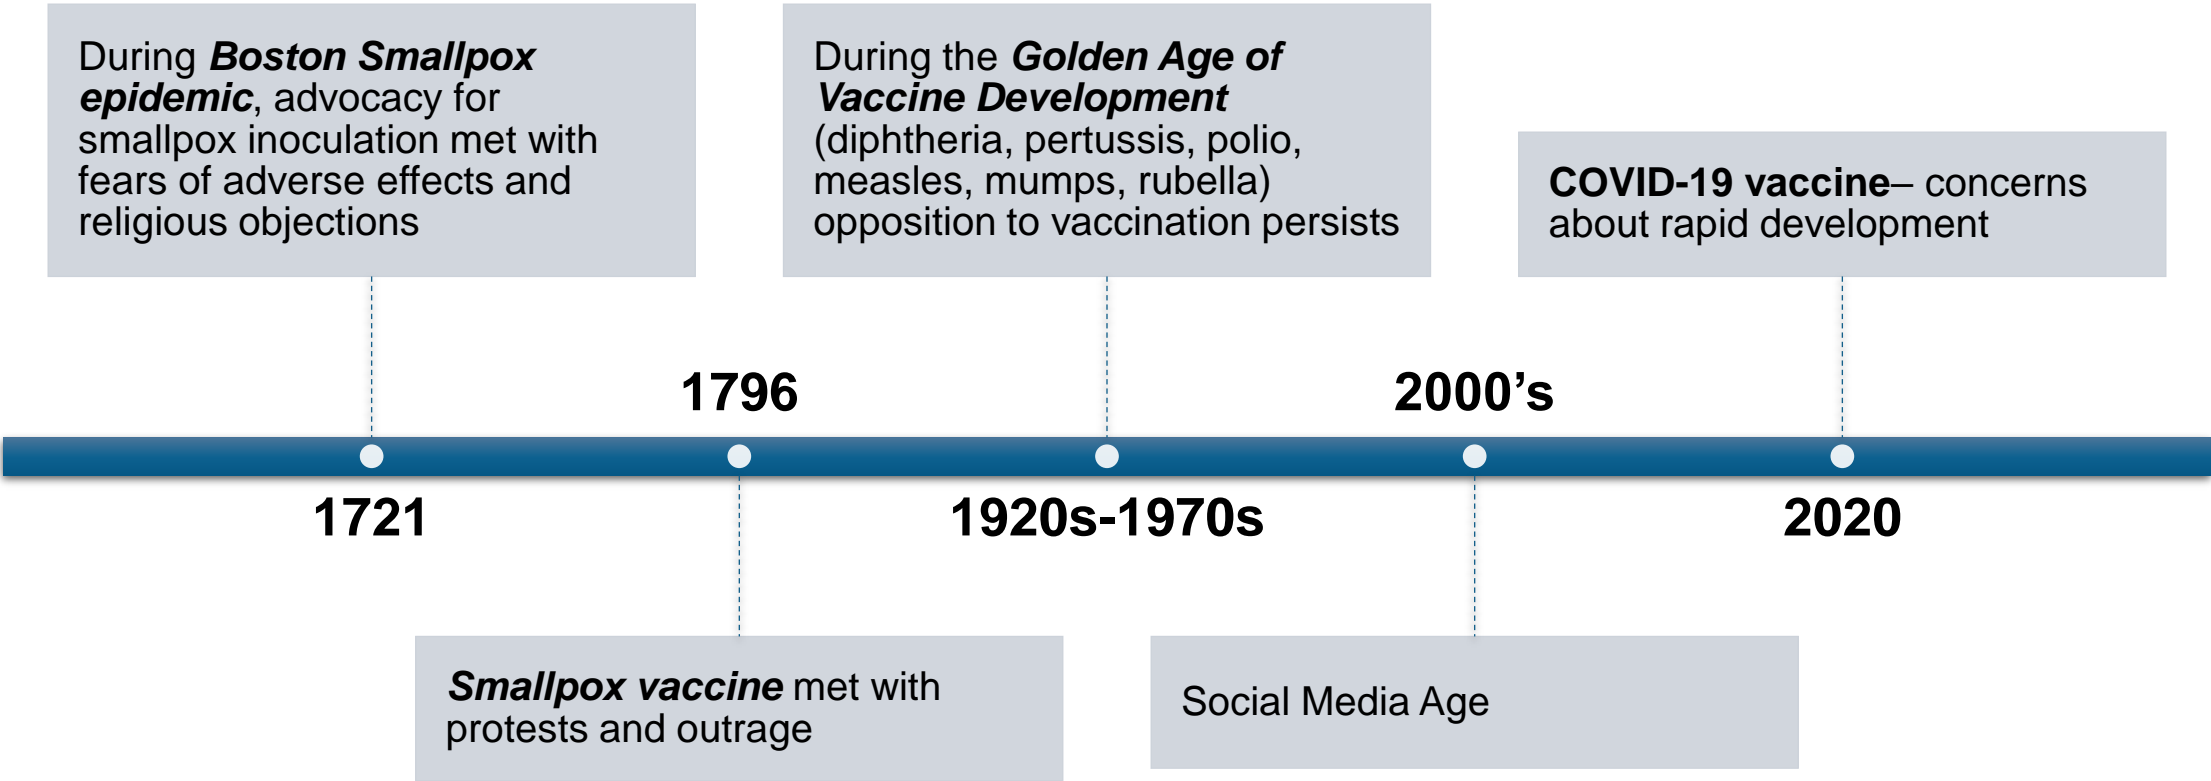 During Boston Smallpox
epidemic, advocacy for
smallpox inoculation met with
fears of adverse effects and
religious objections
During the Golden Age of
Vaccine Development
(diphtheria, pertussis, polio,
measles, mumps, rubella)
opposition to vaccination persists
COVID-19 vaccine– concerns
about rapid development
1796
2000’s
1721
1920s-1970s
2020
Smallpox vaccine met with
protests and outrage
Social Media Age